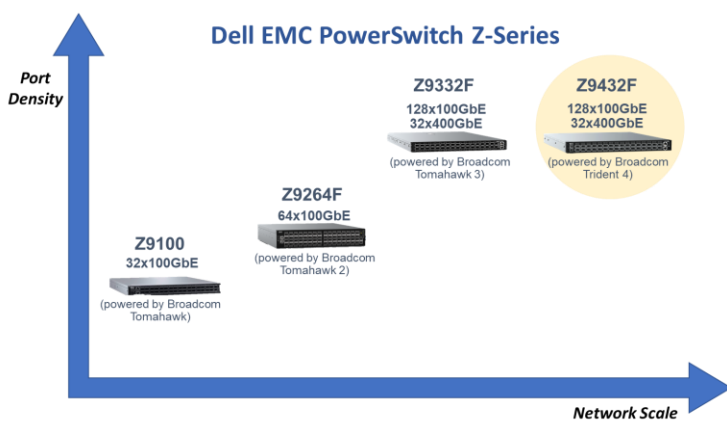 Dell EMC PowerSwitch Z-Series
Port
Density
Z9332F
128x100GbE
32x400GbE
(powered by Broadcom
Tomahawk 3)
Z9432F
128x100GbE
32x400GbE
(powered by Broadcom
Trident 4)
Z9264F
64x100GbE
(powered by Broadcom
Tomahawk 2)
Z9100
32x100GbE
(powered by Broadcom
Tomahawk)
Network Scale